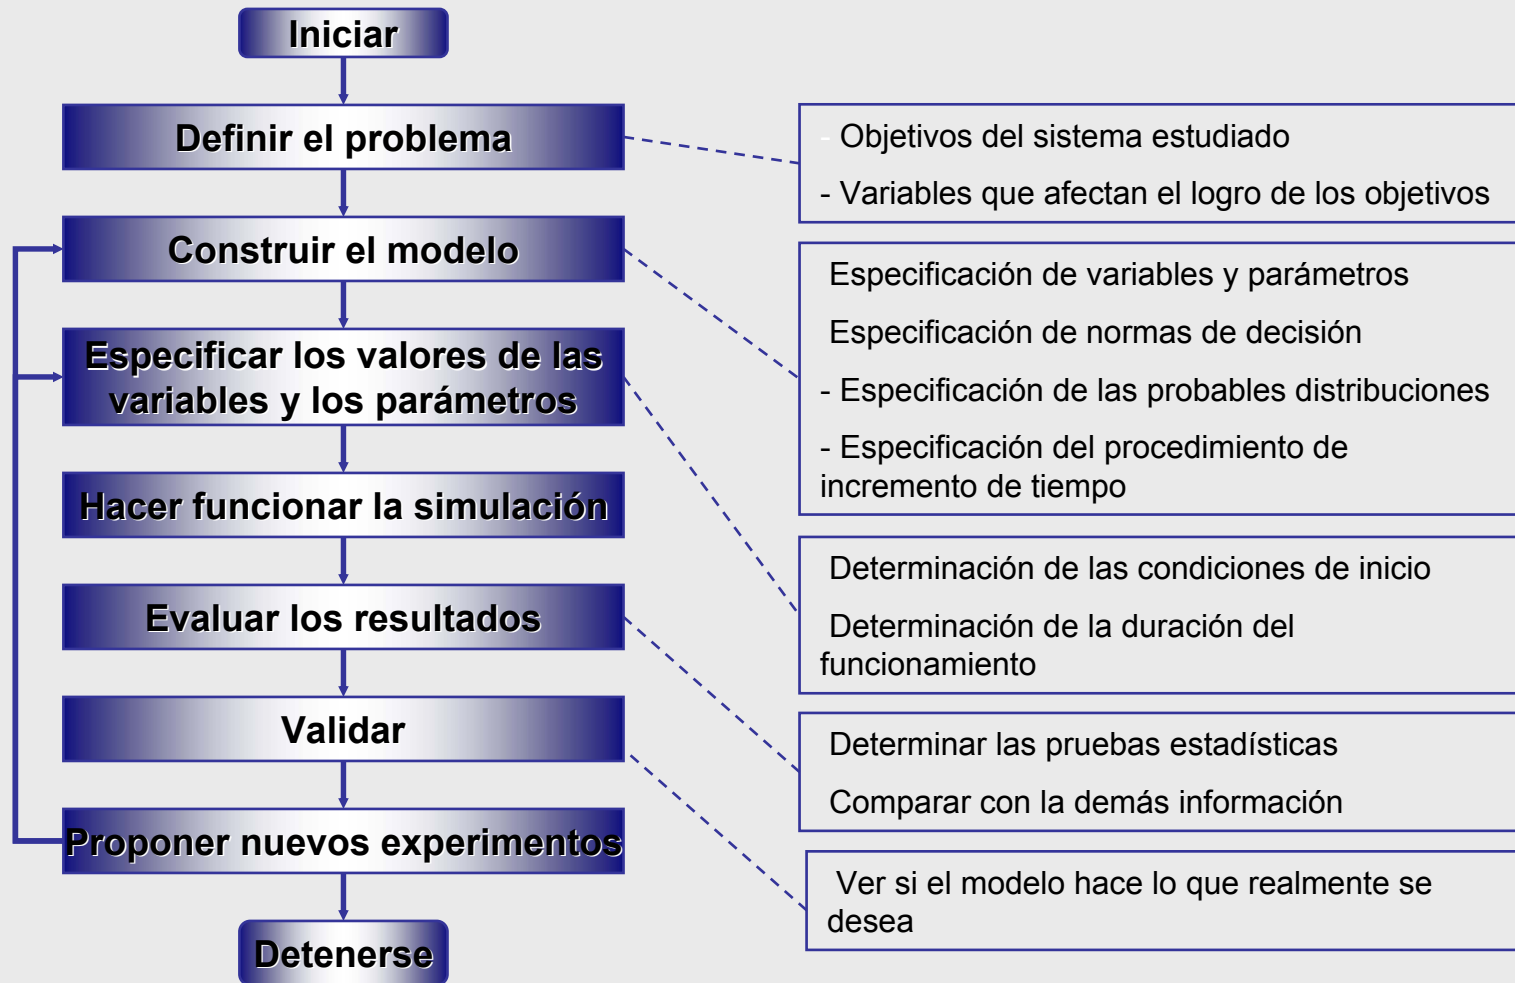 Iniciar
Definir el problema
Construir el modelo
Especificar los valores de las
variables y los parámetros
Hacer funcionar la simulación
Evaluar los resultados
Validar
Proponer nuevos experimentos
Detenerse
- Objetivos del sistema estudiado
- Variables que afectan el logro de los objetivos
Especificación de variables y parámetros
Especificación de normas de decisión
- Especificación de las probables distribuciones
- Especificación del procedimiento de
incremento de tiempo
Determinación de las condiciones de inicio
Determinación de la duración del
funcionamiento
Determinar las pruebas estadísticas
Comparar con la demás información
Ver si el modelo hace lo que realmente se
desea